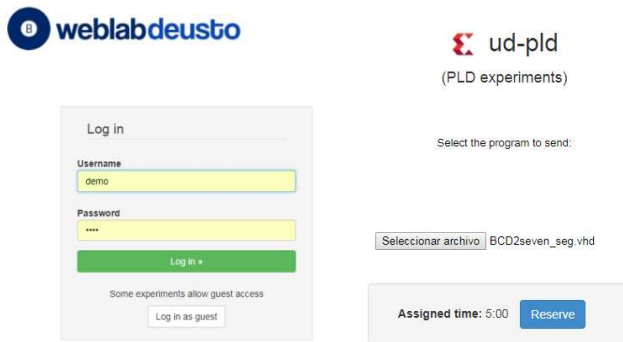 weblabdeusto
Log in
Username
demo
Password
••••
Log in »
Some experiments allow guest access
Log in as guest
ud-pld
(PLD experiments)
Select the program to send:
Seleccionar archivo BCD2seven_seg.vhd
Assigned time: 5:00 Reserve